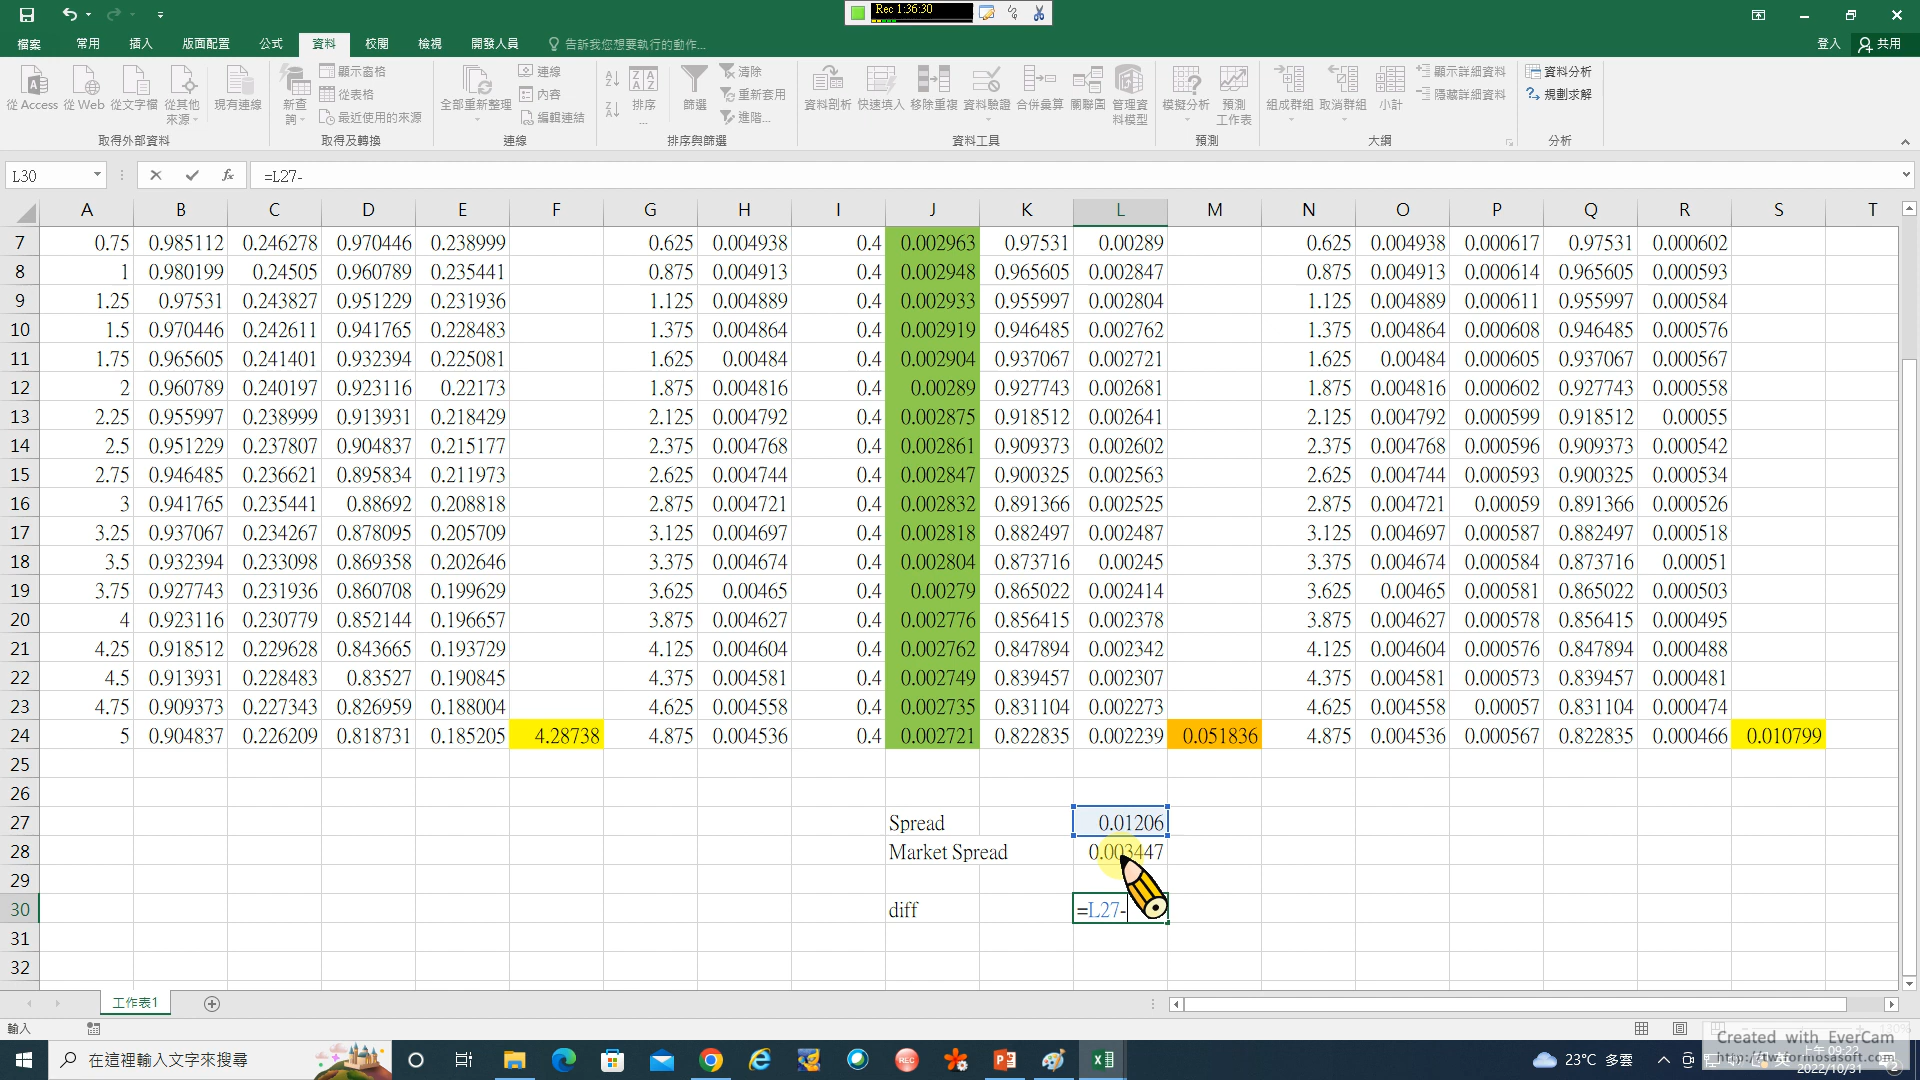 Rec 1:36:30
檔案 常用 插入 版面配置 公式 資料 校閱 檢視 開發人員 告訴我您想要執行的動作... 登入 共用
從 Access 從 Web 從文字檔 從其他來源 現有連線 新查詢 顯示窗格 從表格 最近使用的來源 全部重新整理 連線 內容 編輯連結 排序... 篩選 清除 重新套用 進階... 資料剖析 快速填入 移除重複 資料驗證 合併彙算 關聯圖 管理資料模型 模擬分析 預測工作表 組成群組 取消群組 小計 顯示詳細資料 隱藏詳細資料 資料分析 規劃求解
取得外部資料 取得及轉換 連線 排序與篩選 資料工具 預測 大綱 分析
L30 fx =L27-
A B C D E F G H I J K L M N O P Q R S T
7 0.75 0.985112 0.246278 0.970446 0.238999 0.625 0.004938 0.4 0.002963 0.97531 0.00289 0.625 0.004938 0.000617 0.97531 0.000602
8 1 0.980199 0.24505 0.960789 0.235441 0.875 0.004913 0.4 0.002948 0.965605 0.002847 0.875 0.004913 0.000614 0.965605 0.000593
9 1.25 0.97531 0.243827 0.951229 0.231936 1.125 0.004889 0.4 0.002933 0.955997 0.002804 1.125 0.004889 0.000611 0.955997 0.000584
10 1.5 0.970446 0.242611 0.941765 0.228483 1.375 0.004864 0.4 0.002919 0.946485 0.002762 1.375 0.004864 0.000608 0.946485 0.000576
11 1.75 0.965605 0.241401 0.932394 0.225081 1.625 0.00484 0.4 0.002904 0.937067 0.002721 1.625 0.00484 0.000605 0.937067 0.000567
12 2 0.960789 0.240197 0.923116 0.22173 1.875 0.004816 0.4 0.00289 0.927743 0.002681 1.875 0.004816 0.000602 0.927743 0.000558
13 2.25 0.955997 0.238999 0.913931 0.218429 2.125 0.004792 0.4 0.002875 0.918512 0.002641 2.125 0.004792 0.000599 0.918512 0.00055
14 2.5 0.951229 0.237807 0.904837 0.215177 2.375 0.004768 0.4 0.002861 0.909373 0.002602 2.375 0.004768 0.000596 0.909373 0.000542
15 2.75 0.946485 0.236621 0.895834 0.211973 2.625 0.004744 0.4 0.002847 0.900325 0.002563 2.625 0.004744 0.000593 0.900325 0.000534
16 3 0.941765 0.235441 0.88692 0.208818 2.875 0.004721 0.4 0.002832 0.891366 0.002525 2.875 0.004721 0.00059 0.891366 0.000526
17 3.25 0.937067 0.234267 0.878095 0.205709 3.125 0.004697 0.4 0.002818 0.882497 0.002487 3.125 0.004697 0.000587 0.882497 0.000518
18 3.5 0.932394 0.233098 0.869358 0.202646 3.375 0.004674 0.4 0.002804 0.873716 0.00245 3.375 0.004674 0.000584 0.873716 0.00051
19 3.75 0.927743 0.231936 0.860708 0.199629 3.625 0.00465 0.4 0.00279 0.865022 0.002414 3.625 0.00465 0.000581 0.865022 0.000503
20 4 0.923116 0.230779 0.852144 0.196657 3.875 0.004627 0.4 0.002776 0.856415 0.002378 3.875 0.004627 0.000578 0.856415 0.000495
21 4.25 0.918512 0.229628 0.843665 0.193729 4.125 0.004604 0.4 0.002762 0.847894 0.002342 4.125 0.004604 0.000576 0.847894 0.000488
22 4.5 0.913931 0.228483 0.83527 0.190845 4.375 0.004581 0.4 0.002749 0.839457 0.002307 4.375 0.004581 0.000573 0.839457 0.000481
23 4.75 0.909373 0.227343 0.826959 0.188004 4.625 0.004558 0.4 0.002735 0.831104 0.002273 4.625 0.004558 0.00057 0.831104 0.000474
24 5 0.904837 0.226209 0.818731 0.185205 4.28738 4.875 0.004536 0.4 0.002721 0.822835 0.002239 0.051836 4.875 0.004536 0.000567 0.822835 0.000466 0.010799
25
26
27 Spread 0.01206
28 Market Spread 0.003447
29
30 diff =L27-
31
32
工作表1
輸入
Created with EverCam
http://twformosasoft.com
在這裡輸入文字來搜尋 23°C 多雲
2022/10/31